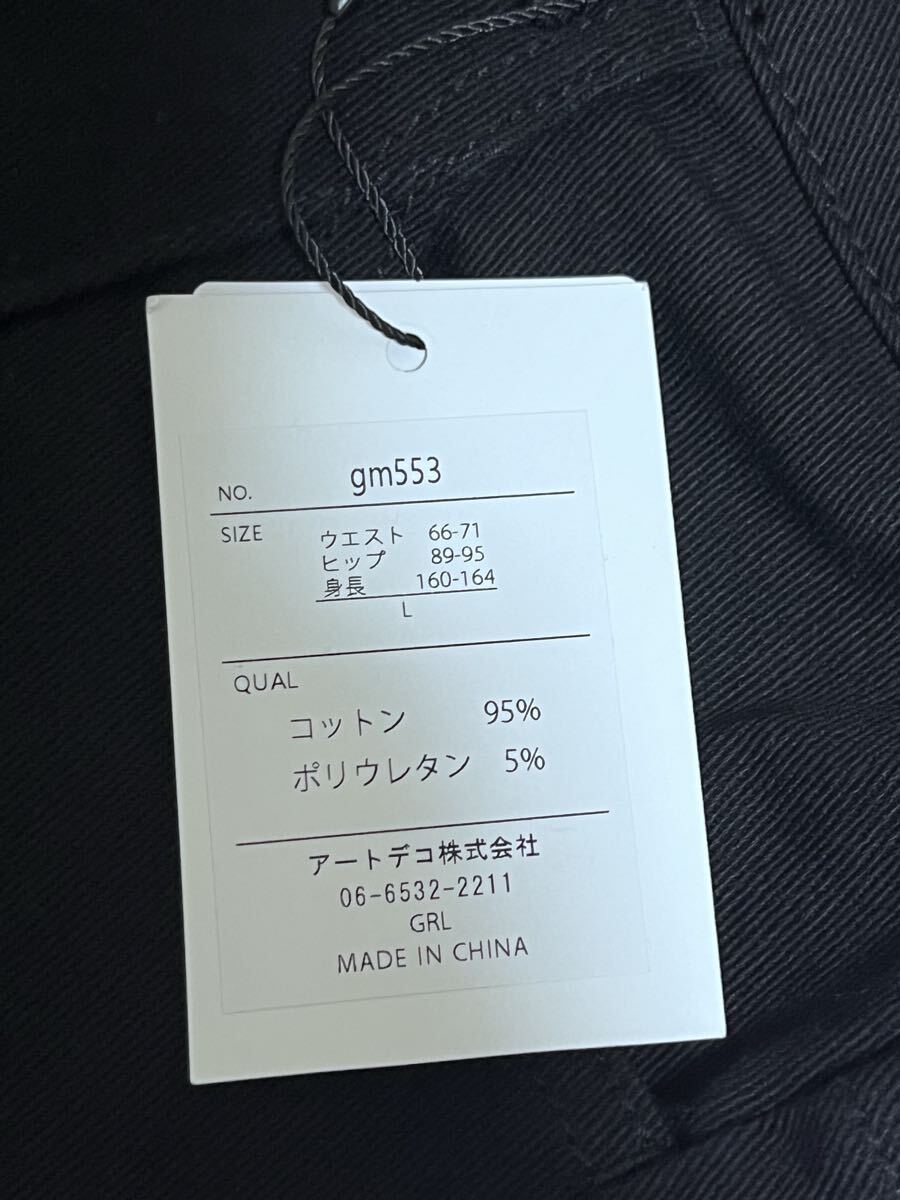 NO. gm553
SIZE ウエスト 66-71
ヒップ 89-95
身長 160-164
L
QUAL
コットン 95%
ポリウレタン 5%
アートデコ株式会社
06-6532-2211
GRL
MADE IN CHINA